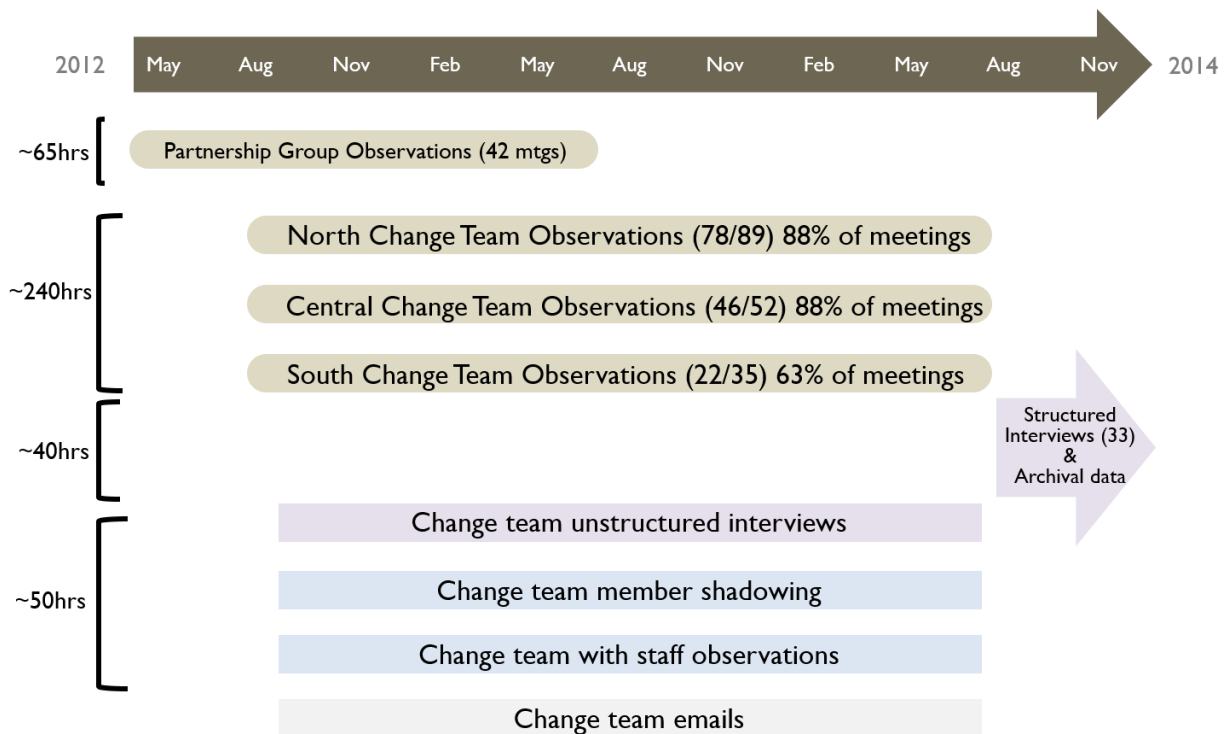 2012 May Aug Nov Feb May Aug Nov Feb May Aug Nov 2014
~65hrs
Partnership Group Observations (42 mtgs)
~240hrs
North Change Team Observations (78/89) 88% of meetings
Central Change Team Observations (46/52) 88% of meetings
South Change Team Observations (22/35) 63% of meetings
~40hrs
Structured
Interviews (33)
&
Archival data
~50hrs
Change team unstructured interviews
Change team member shadowing
Change team with staff observations
Change team emails